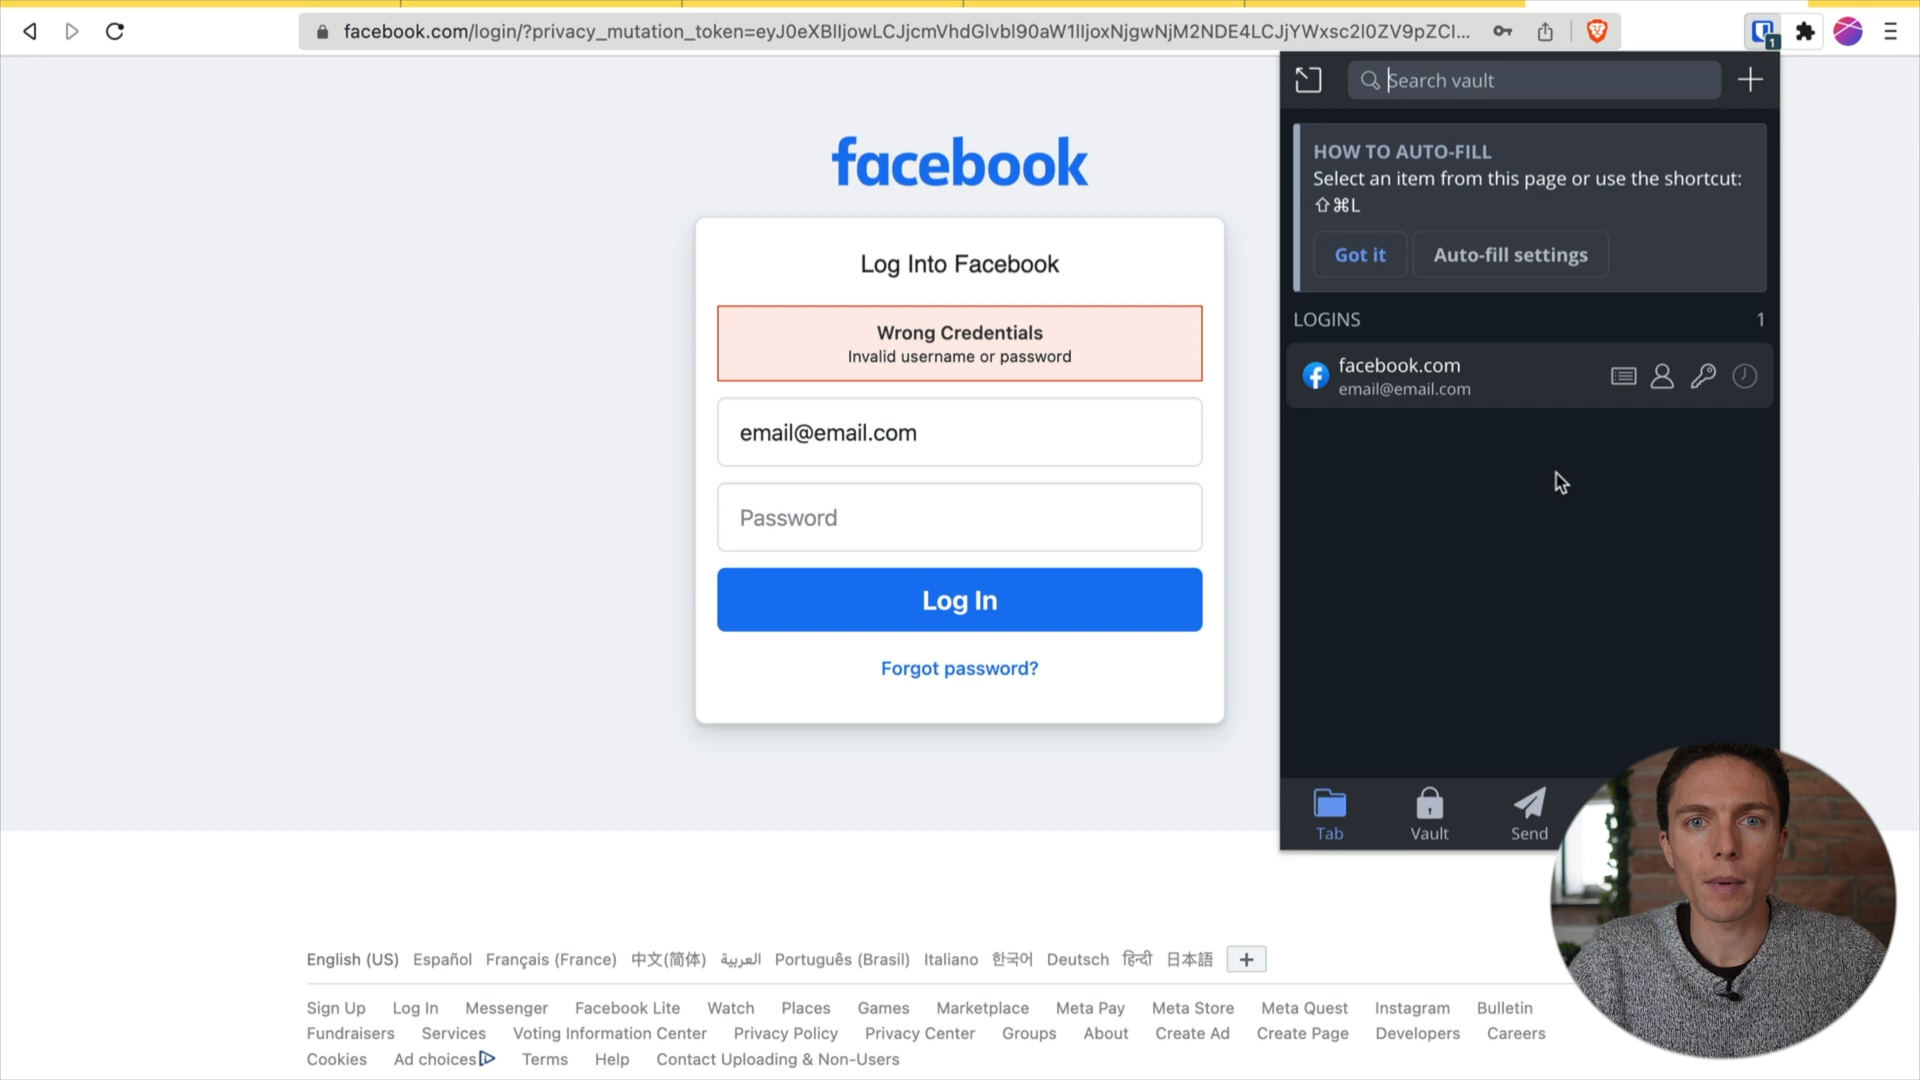 facebook.com/login/?privacy_mutation_token=eyJ0eXBlIjowLCJjcmVhdGlvbl90aW1lIjoxNjgwNjM2NDE4LCJjYWxsc2l0ZV9pZCI...
1
Search vault
HOW TO AUTO-FILL
Select an item from this page or use the shortcut:
⇧⌘L
Got it
Auto-fill settings
LOGINS 1
facebook.com
email@email.com
Tab
Vault
Send
facebook
Log Into Facebook
Wrong Credentials
Invalid username or password
email@email.com
Password
Log In
Forgot password?
English (US) Español Français (France) 中文(简体) العربية Português (Brasil) Italiano 한국어 Deutsch हिन्दी 日本語 +
Sign Up Log In Messenger Facebook Lite Watch Places Games Marketplace Meta Pay Meta Store Meta Quest Instagram Bulletin
Fundraisers Services Voting Information Center Privacy Policy Privacy Center Groups About Create Ad Create Page Developers Careers
Cookies Ad choices Terms Help Contact Uploading & Non-Users